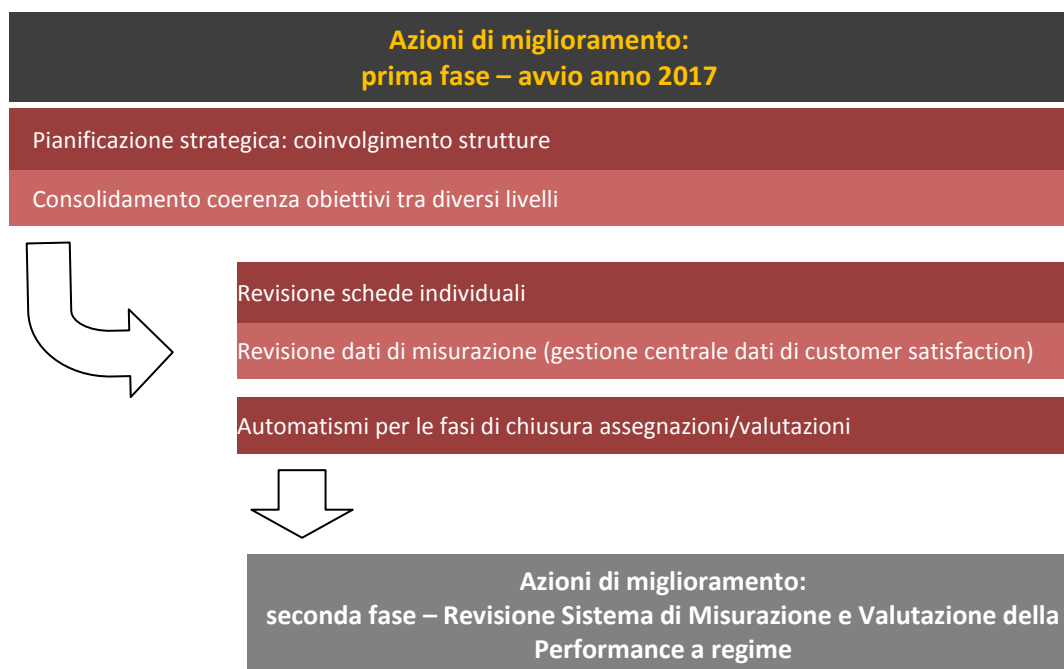 Azioni di miglioramento:
prima fase – avvio anno 2017
Pianificazione strategica: coinvolgimento strutture
Consolidamento coerenza obiettivi tra diversi livelli
Revisione schede individuali
Revisione dati di misurazione (gestione centrale dati di customer satisfaction)
Automatismi per le fasi di chiusura assegnazioni/valutazioni
Azioni di miglioramento:
seconda fase – Revisione Sistema di Misurazione e Valutazione della
Performance a regime